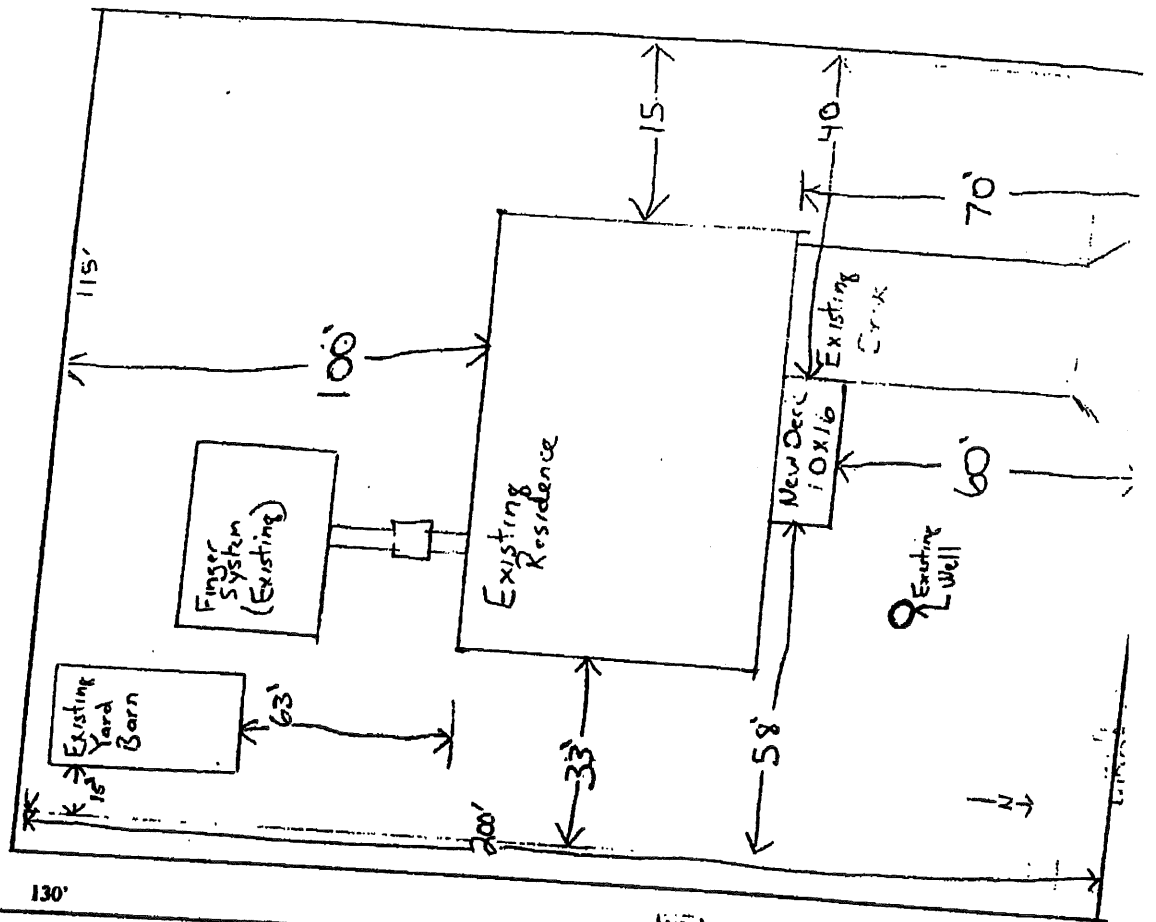 115'
15
40
70'
100'
Existing
New Deck
10x16
60'
Existing
Residence
Finger
System
(Existing)
Existing
Well
Existing
Yard
Barn
63'
15'
33'
58'
200'
N
130'